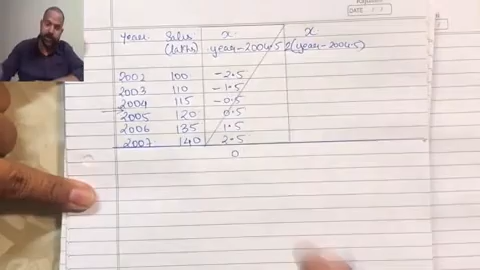 DATE
Year Sales x x
(lakhs) year-2004.5 2(year-2004.5)
2002 100 -2.5
2003 110 -1.5
2004 115 -0.5
2005 120 0.5
2006 135 1.5
2007 140 2.5
0